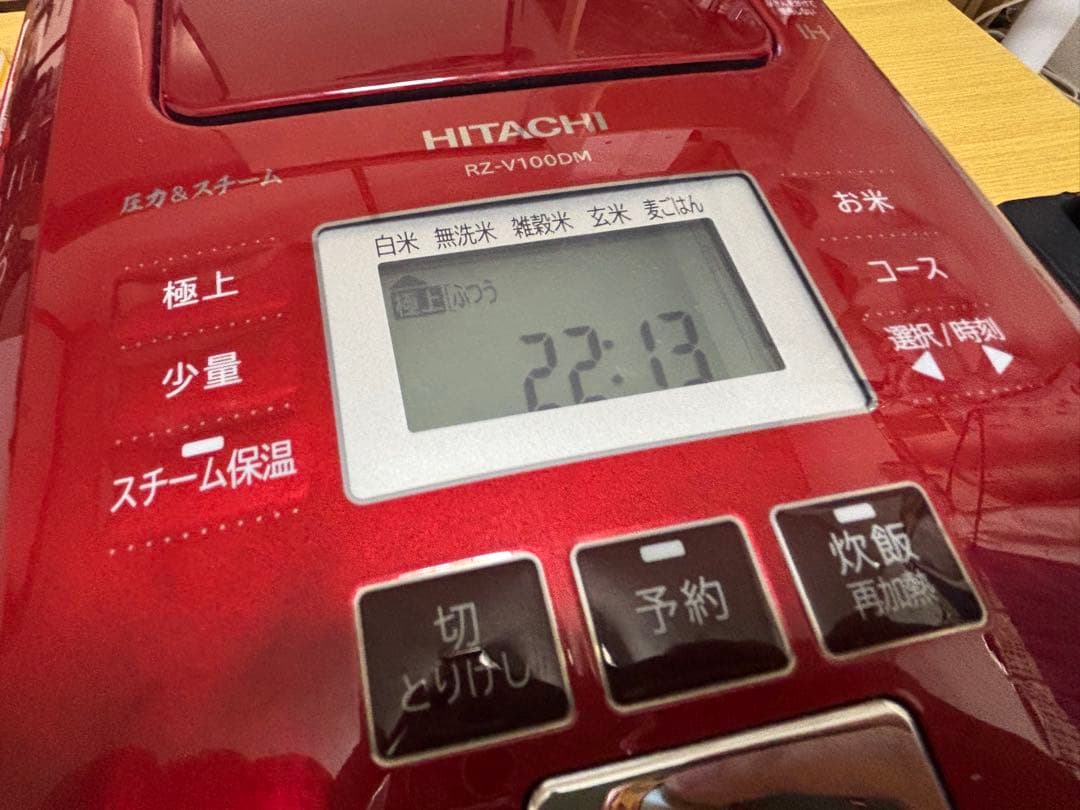 IH
HITACHI
RZ-V100DM
圧力&スチーム
白米 無洗米 雑穀米 玄米 麦ごはん
極上 ふつう
22:13
極上
少量
スチーム保温
お米
コース
選択/時刻
切
とりけし
予約
炊飯
再加熱